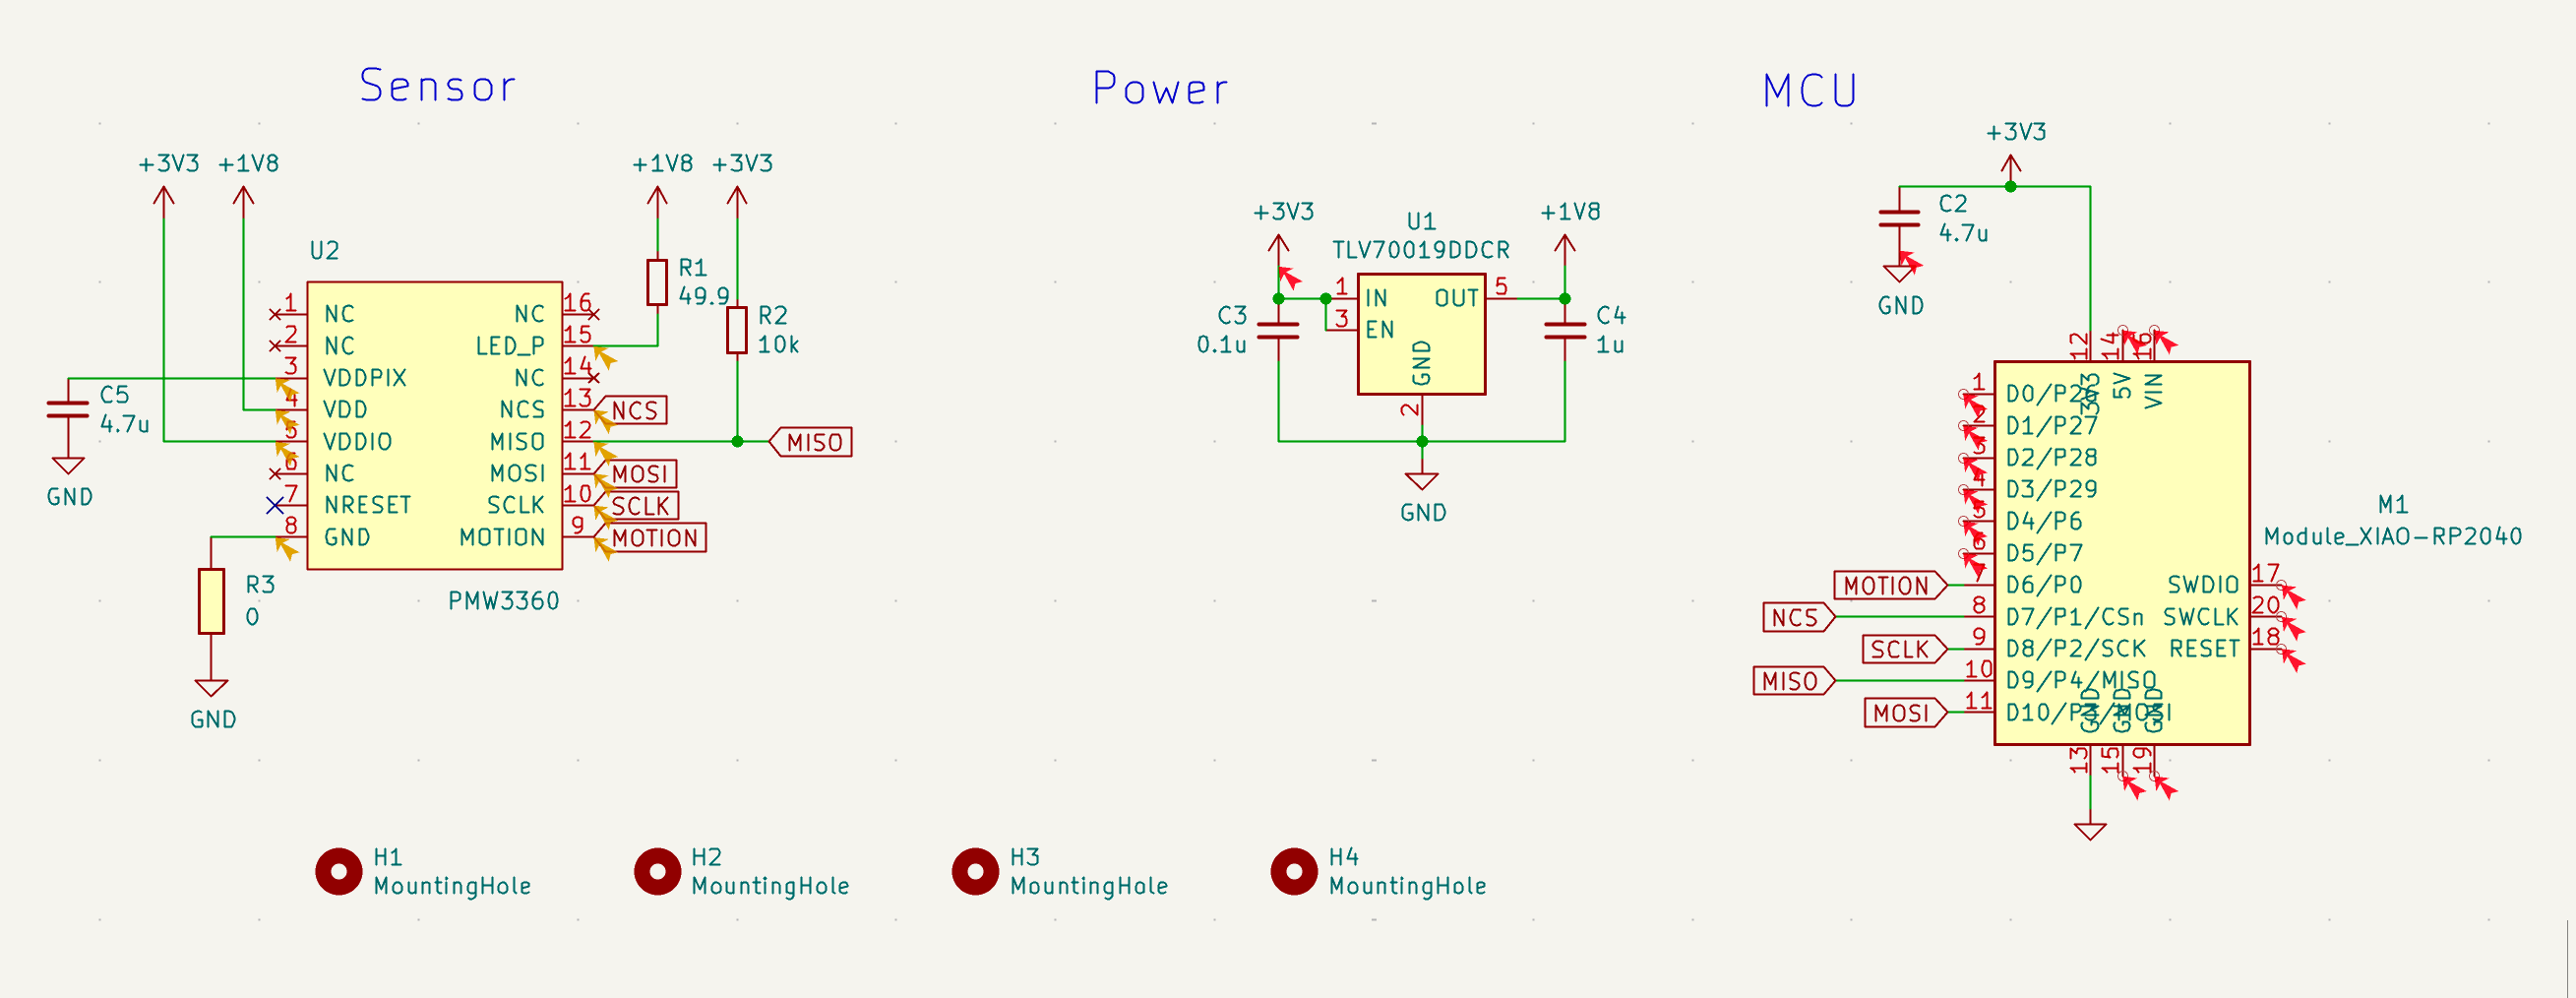 Sensor
+3V3
+1V8
+1V8
+3V3
U2
R1
49.9
R2
10k
C5
4.7u
GND
1
NC
2
NC
3
VDDPIX
4
VDD
5
VDDIO
6
NC
7
NRESET
8
GND
16
NC
15
LED_P
14
NC
13
NCS
NCS
12
MISO
MISO
11
MOSI
MOSI
10
SCLK
SCLK
9
MOTION
MOTION
PMW3360
R3
0
GND
Power
+3V3
U1
TLV70019DDCR
+1V8
1
IN
3
EN
OUT
5
GND
2
C3
0.1u
C4
1u
GND
MCU
+3V3
C2
4.7u
GND
12
3V3
14
5V
16
VIN
1
D0/P26
2
D1/P27
3
D2/P28
4
D3/P29
5
D4/P6
6
D5/P7
MOTION
7
D6/P0
NCS
8
D7/P1/CSn
SCLK
9
D8/P2/SCK
MISO
10
D9/P4/MISO
MOSI
11
D10/P3/MOSI
SWDIO
17
SWCLK
20
RESET
18
GND
13
GND
15
GND
19
M1
Module_XIAO-RP2040
H1
MountingHole
H2
MountingHole
H3
MountingHole
H4
MountingHole